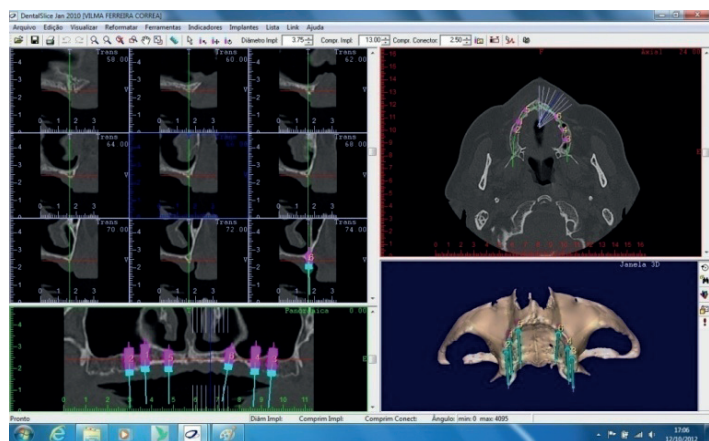 DentalSlice Jan 2010 [VILMA FERREIRA CORREA]
Arquivo Edição Visualizar Reformatar Ferramentas Indicadores Implantes Lista Link Ajuda
Diâmetro Impl: 3.75 Compr. Impl: 13.00 Compr. Conector: 2.50
Trans 58.00
Trans 60.00
Trans 62.00
Trans 64.00
Trans 68.00
Trans 70.00
Trans 72.00
Trans 74.00
Axial
Panorâmica 0.00
Janela 3D
Pronto
Diâm Impl: Comprim Impl: Comprim Conect: Ângulo: min: 0 max: 4095
17:06
12/10/2012